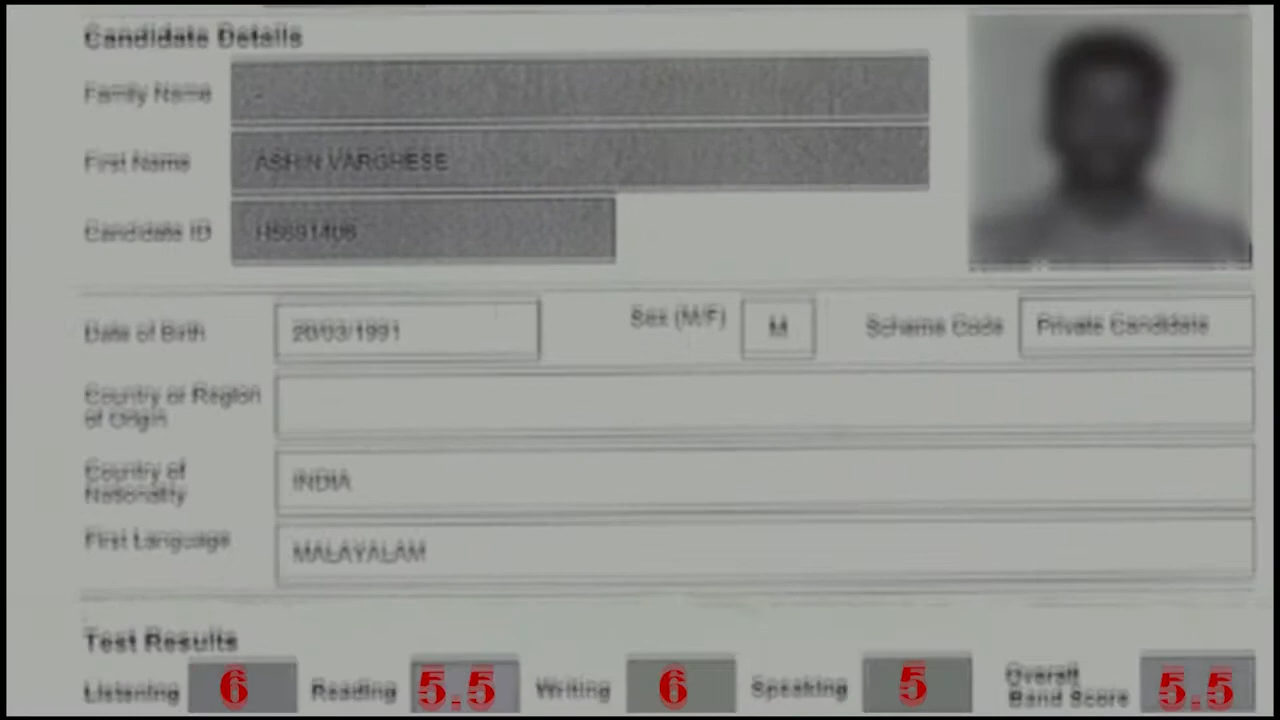 Candidate Details
Family Name
First Name ASHIN VARGHESE
Candidate ID
Date of Birth 20/03/1991 Sex (M/F) M Scheme Code Private Candidate
Country or Region
of Origin
Country of
Nationality INDIA
First Language MALAYALAM
Test Results
Listening 6 Reading 5.5 Writing 6 Speaking 5 Overall
Band Score 5.5